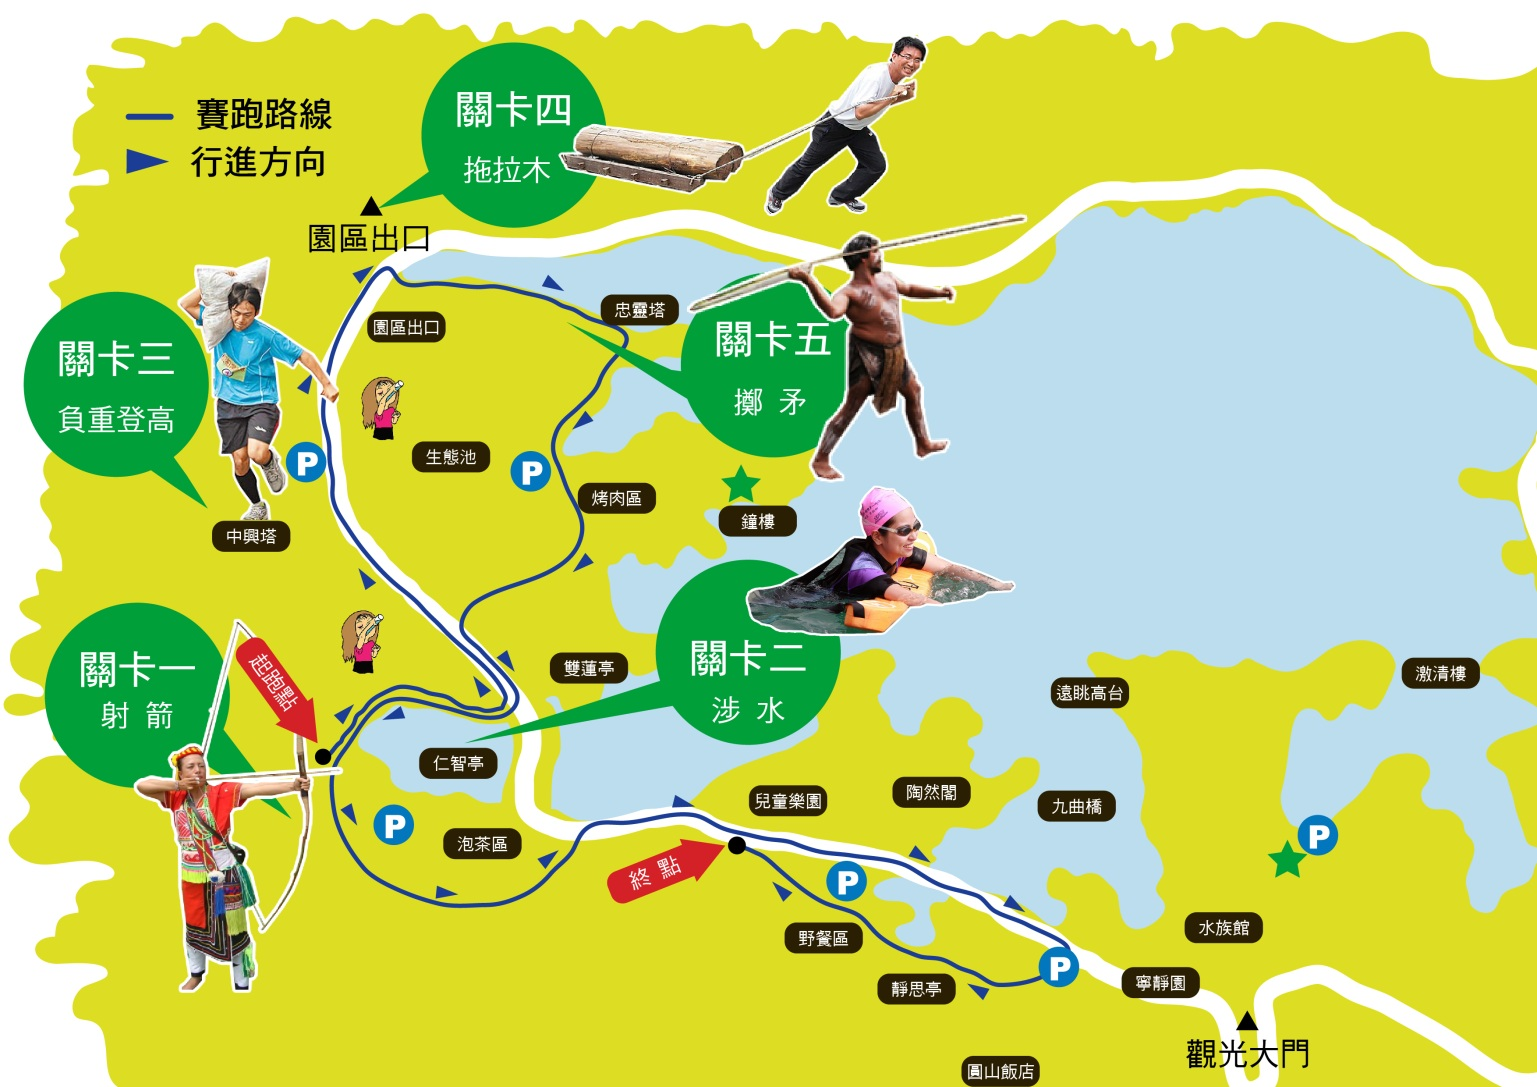 賽跑路線
行進方向
關卡四
拖拉木
園區出口
關卡三
負重登高
園區出口
忠靈塔
關卡五
擲 矛
生態池
P
P
烤肉區
鐘樓
中興塔
關卡一
射 箭
起跑點
雙蓮亭
關卡二
涉 水
遠眺高台
激清樓
仁智亭
兒童樂園
陶然閣
九曲橋
P
泡茶區
P
終 點
P
野餐區
水族館
靜思亭
P
寧靜園
觀光大門
圓山飯店